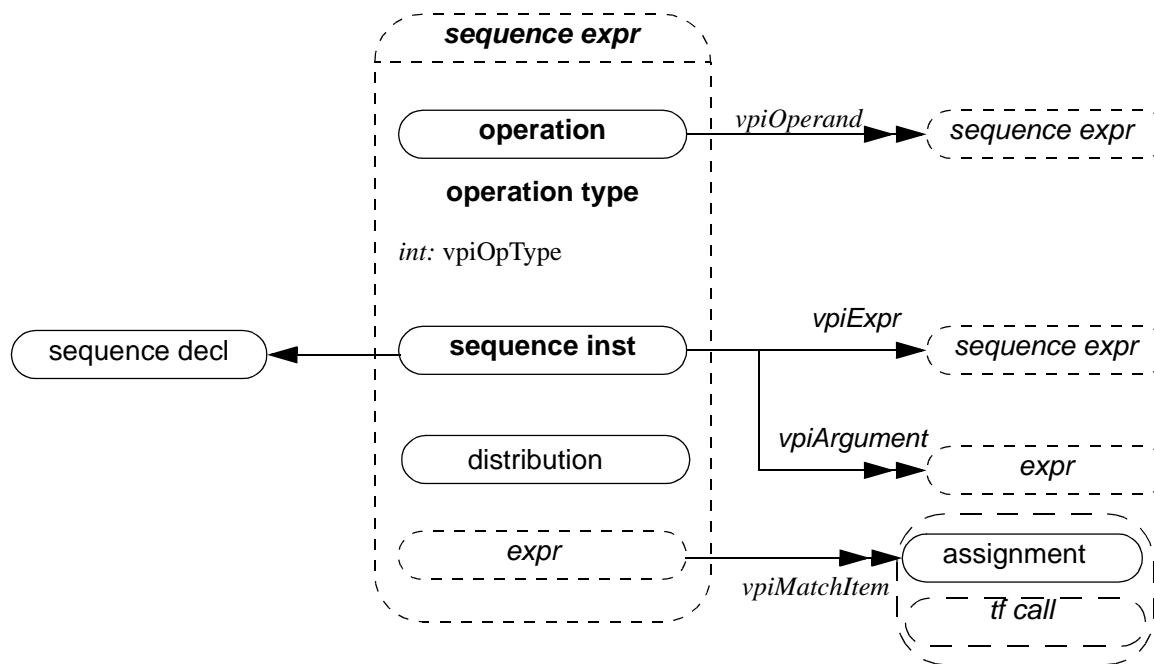 sequence expr
operation
vpiOperand
sequence expr
operation type
int: vpiOpType
vpiExpr
sequence decl
sequence inst
sequence expr
vpiArgument
distribution
expr
expr
assignment
vpiMatchItem
tf call